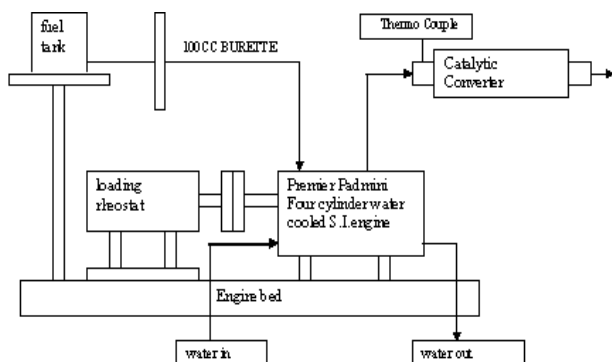 fuel
tank
100CC BURETTE
Thermo Couple
Catalytic
Converter
loading
rheostat
Premier Padmini
Four cylinder water
cooled S.I.engine
Engine bed
water in
water out